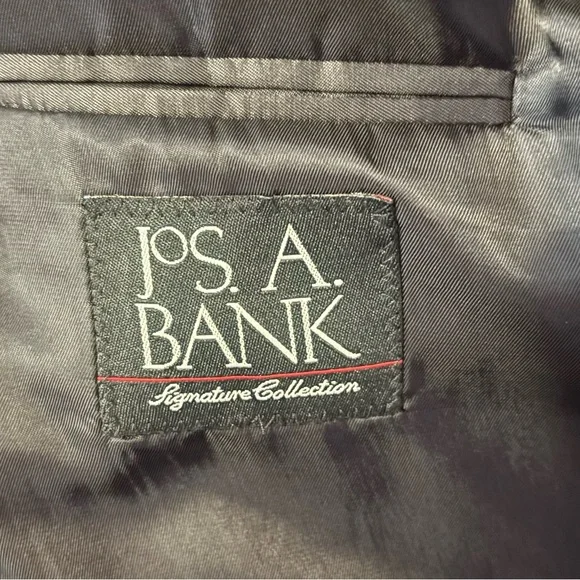 JOS. A.
BANK
Signature Collection